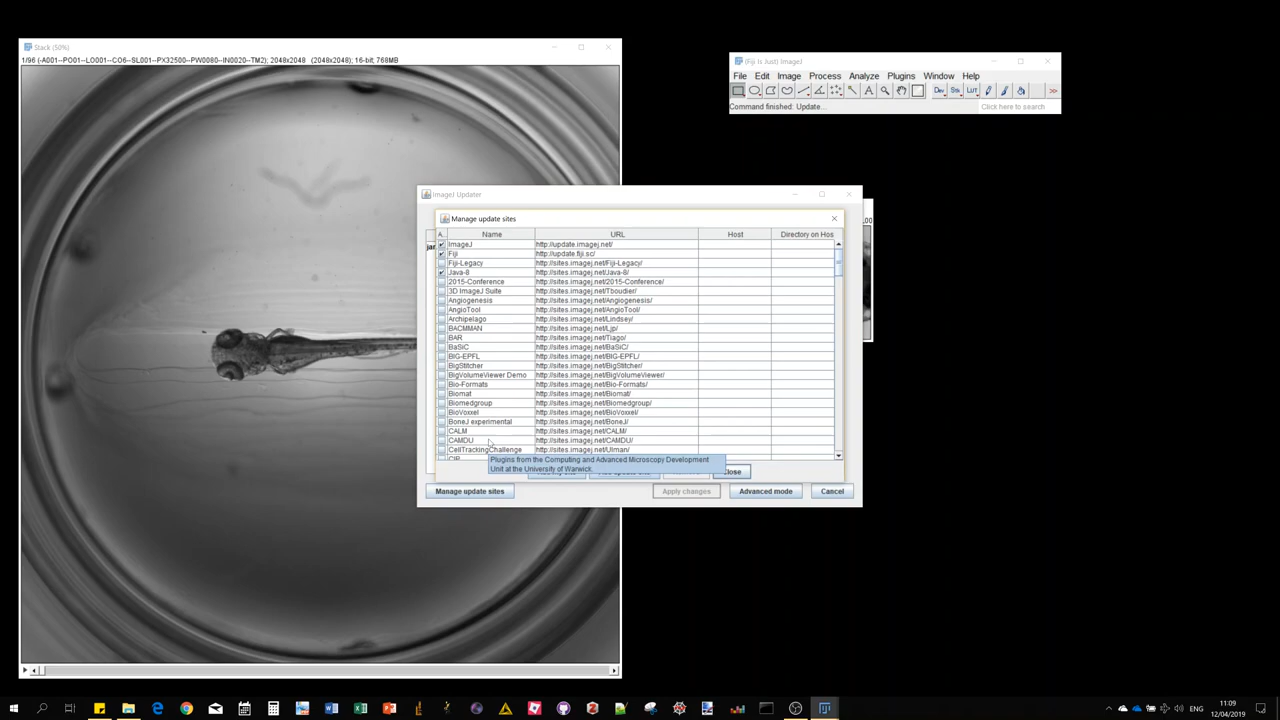 Stack (50%)
1/96 (-A001--PO01--LO001--CO6--SL001--PX32500--PW0080--IN0020--TM2); 2048x2048 (2048x2048); 16-bit; 768MB
(Fiji Is Just) ImageJ
File Edit Image Process Analyze Plugins Window Help
Dev Stk LUT >>
Command finished: Update...
Click here to search
ImageJ Updater
Manage update sites
A... Name URL Host Directory on Hos
ImageJ http://update.imagej.net/
Fiji http://update.fiji.sc/
Fiji-Legacy http://sites.imagej.net/Fiji-Legacy/
Java-8 http://sites.imagej.net/Java-8/
2015-Conference http://sites.imagej.net/2015-Conference/
3D ImageJ Suite http://sites.imagej.net/Tboudier/
Angiogenesis http://sites.imagej.net/Angiogenesis/
AngioTool http://sites.imagej.net/AngioTool/
Archipelago http://sites.imagej.net/Lindsey/
BACMMAN http://sites.imagej.net/Ljp/
BAR http://sites.imagej.net/Tiago/
BaSiC http://sites.imagej.net/BaSiC/
BIG-EPFL http://sites.imagej.net/BIG-EPFL/
BigStitcher http://sites.imagej.net/BigStitcher/
BigVolumeViewer Demo http://sites.imagej.net/BigVolumeViewer/
Bio-Formats http://sites.imagej.net/Bio-Formats/
Biomat http://sites.imagej.net/Biomat/
Biomedgroup http://sites.imagej.net/Biomedgroup/
BioVoxxel http://sites.imagej.net/BioVoxxel/
BoneJ experimental http://sites.imagej.net/BoneJ/
CALM http://sites.imagej.net/CALM/
CAMDU http://sites.imagej.net/CAMDU/
CellTrackingChallenge http://sites.imagej.net/Ulman/
Plugins from the Computing and Advanced Microscopy Development
Unit at the University of Warwick.
Close
Manage update sites
Apply changes
Advanced mode
Cancel
ENG
11:09
12/04/2019